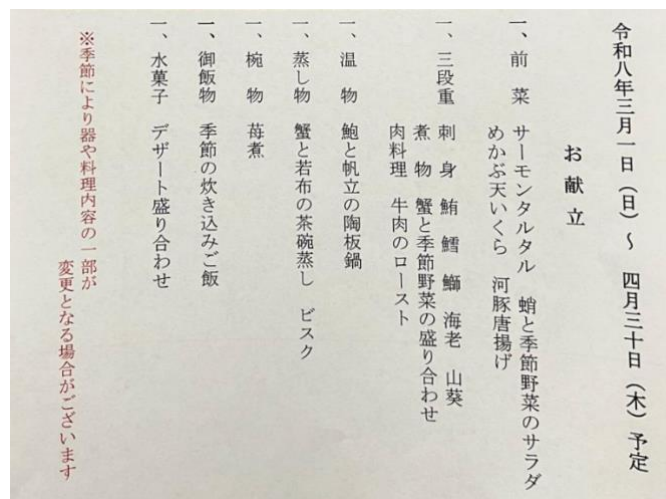 令和八年三月一日（日）～　四月三十日（木）予定
お献立
一、前　菜　サーモンタルタル　蛸と季節野菜のサラダ
めかぶ天いくら　河豚唐揚げ
一、三段重　刺　身　鮪　鱈　鰤　海老　山葵
煮　物　蟹と季節野菜の盛り合わせ
肉料理　牛肉のロースト
一、温　物　鮑と帆立の陶板鍋
一、蒸し物　蟹と若布の茶碗蒸し　ビスク
一、椀　物　苺煮
一、御飯物　季節の炊き込みご飯
一、水菓子　デザート盛り合わせ
※季節により器や料理内容の一部が
変更となる場合がございます